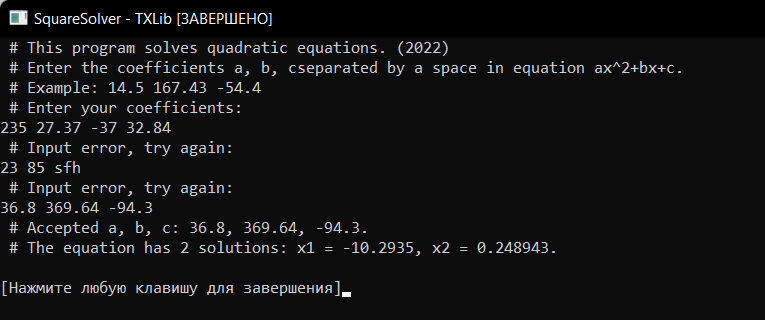 SquareSolver - TXLib [ЗАВЕРШЕНО]
# This program solves quadratic equations. (2022)
# Enter the coefficients a, b, cseparated by a space in equation ax^2+bx+c.
# Example: 14.5 167.43 -54.4
# Enter your coefficients:
235 27.37 -37 32.84
# Input error, try again:
23 85 sfh
# Input error, try again:
36.8 369.64 -94.3
# Accepted a, b, c: 36.8, 369.64, -94.3.
# The equation has 2 solutions: x1 = -10.2935, x2 = 0.248943.
[Нажмите любую клавишу для завершения]